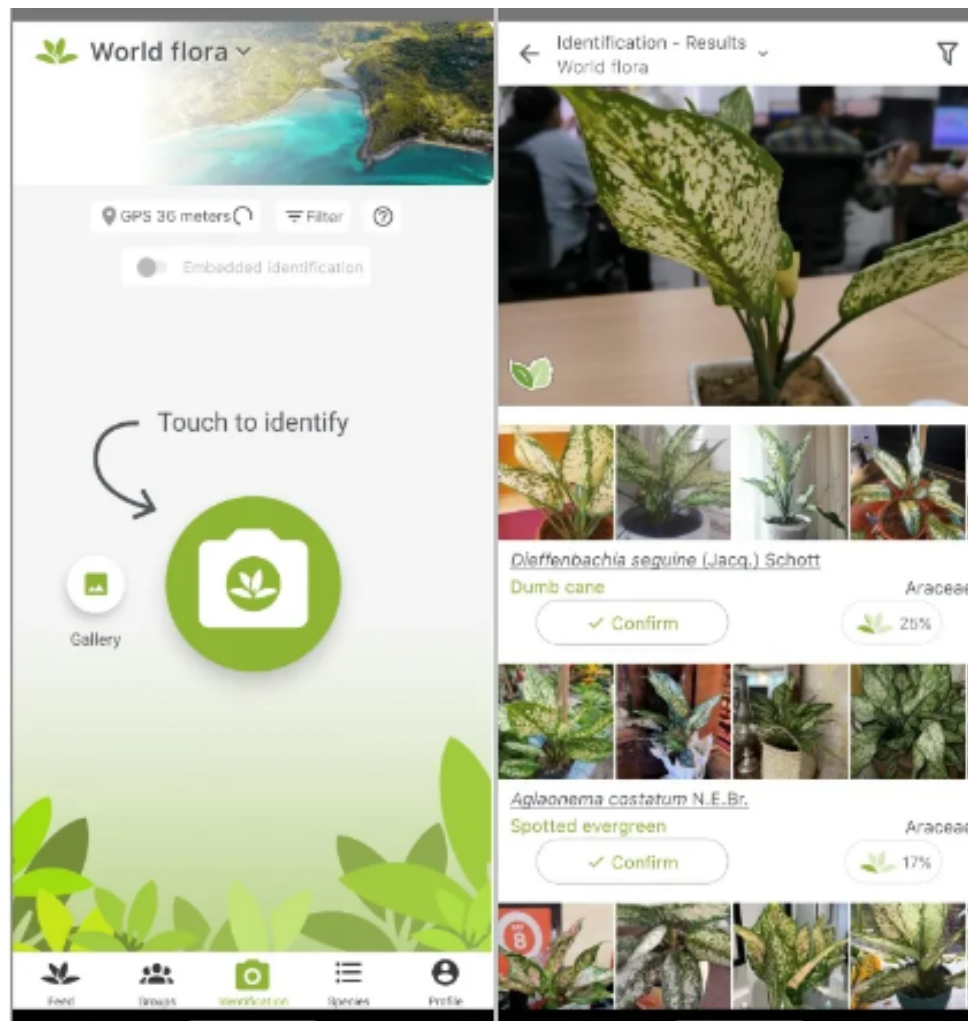 World flora
GPS 36 meters
Filter
Embedded identification
Touch to identify
Gallery
Feed
Groups
Identification
Species
Profile
Identification - Results
World flora
Dieffenbachia seguine (Jacq.) Schott
Dumb cane
Araceae
Confirm
25%
Aglaonema costatum N.E.Br.
Spotted evergreen
Araceae
Confirm
17%
8